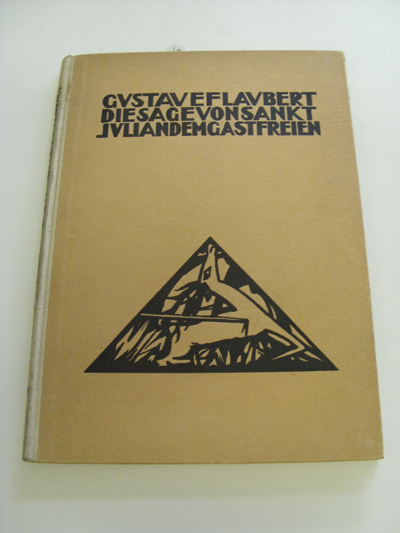 GVSTAVEFLAVBERT
DIESAGEVONSANKT
JVLIANDEMGASTFREIEN